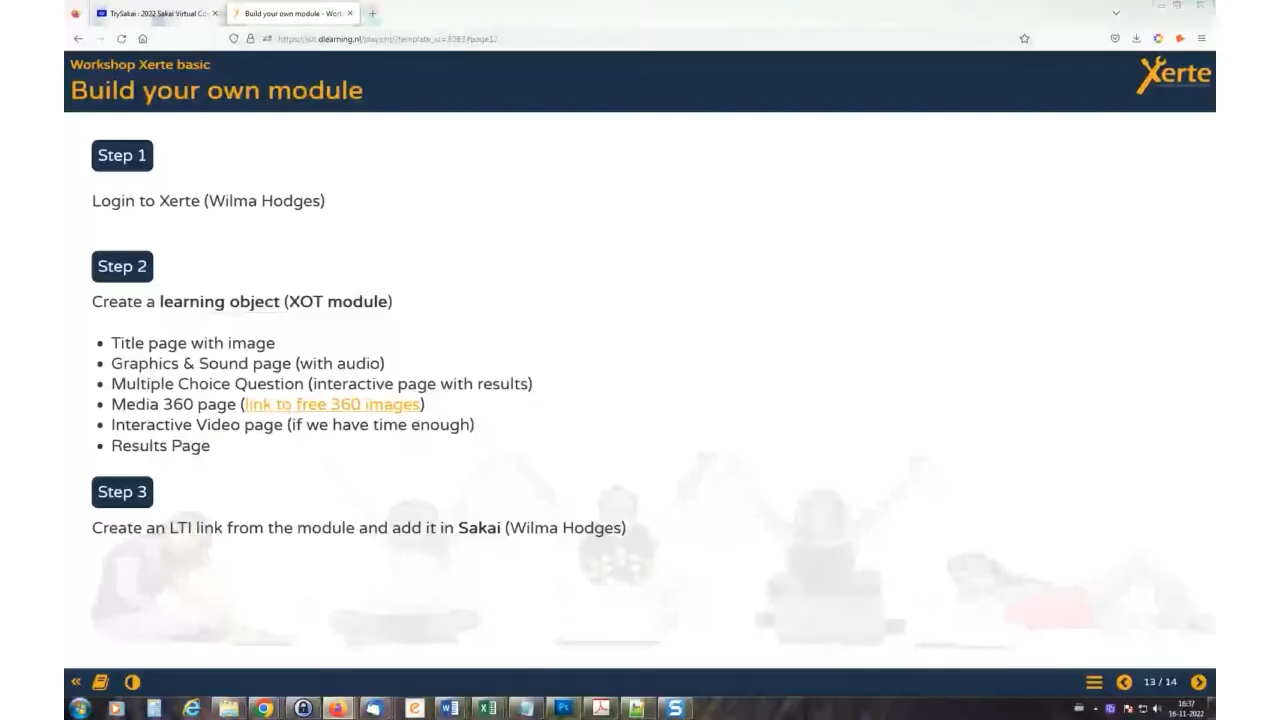 TrySakai : 2022 Sakai Virtual Co
Build your own module - Work
Workshop Xerte basic
Build your own module
Xerte
Step 1
Login to Xerte (Wilma Hodges)
Step 2
Create a learning object (XOT module)
• Title page with image
• Graphics & Sound page (with audio)
• Multiple Choice Question (interactive page with results)
• Media 360 page (link to free 360 images)
• Interactive Video page (if we have time enough)
• Results Page
Step 3
Create an LTI link from the module and add it in Sakai (Wilma Hodges)
13 / 14
16:37
16-11-2022